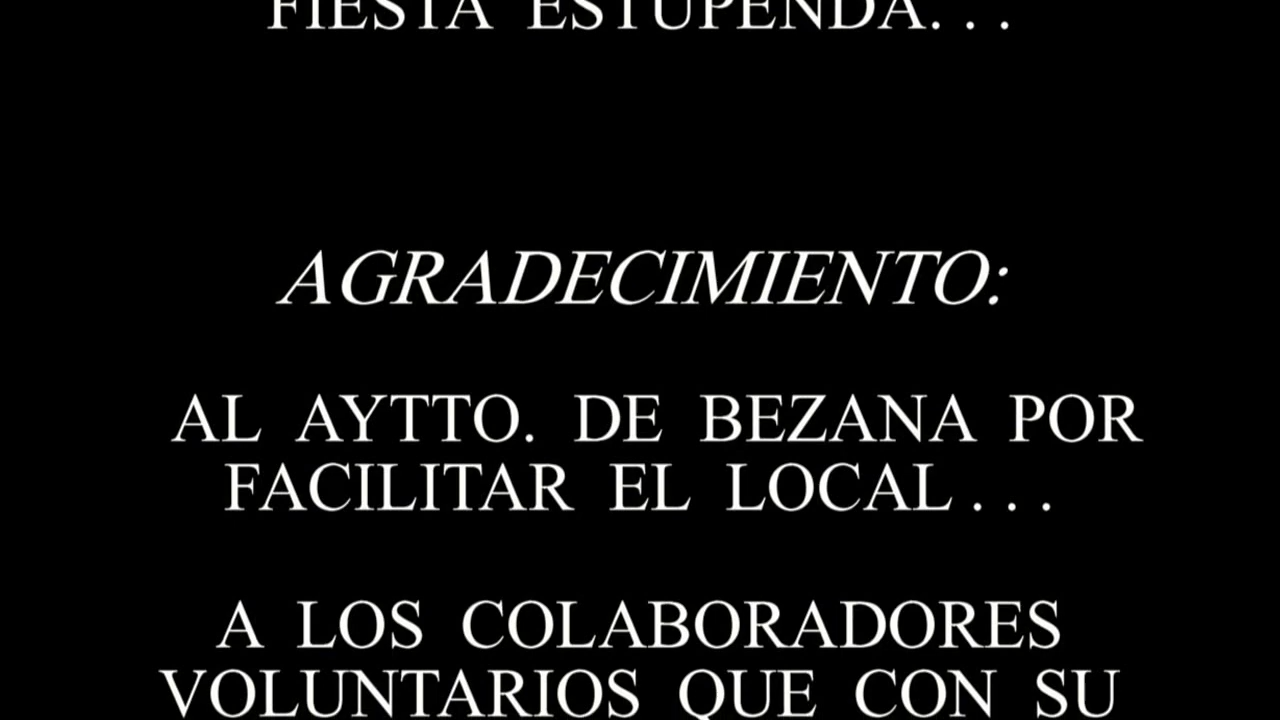 FIESTA ESTUPENDA. . .
AGRADECIMIENTO:
AL AYTTO. DE BEZANA POR
FACILITAR EL LOCAL . . .
A LOS COLABORADORES
VOLUNTARIOS QUE CON SU